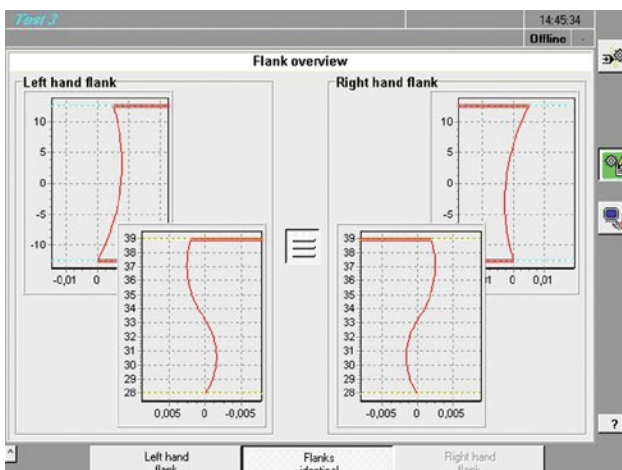 Test 3
14:45:34
Offline -
Flank overview
Left hand flank
Right hand flank
10
5
0
-5
-10
-0,01 0
39
38
37
36
35
34
33
32
31
30
29
28
0,005 0 -0,005
39
38
37
36
35
34
33
32
31
30
29
28
-0,005 0 0,005
10
5
0
-5
0 0,01
?
^
Left hand
flank
Flanks
identical
Right hand
flank